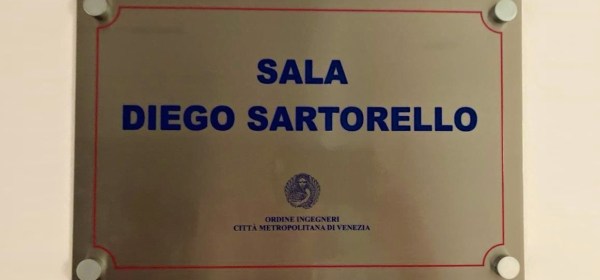 SALA
DIEGO SARTORELLO
ORDINE INGEGNERI
CITTÀ METROPOLITANA DI VENEZIA